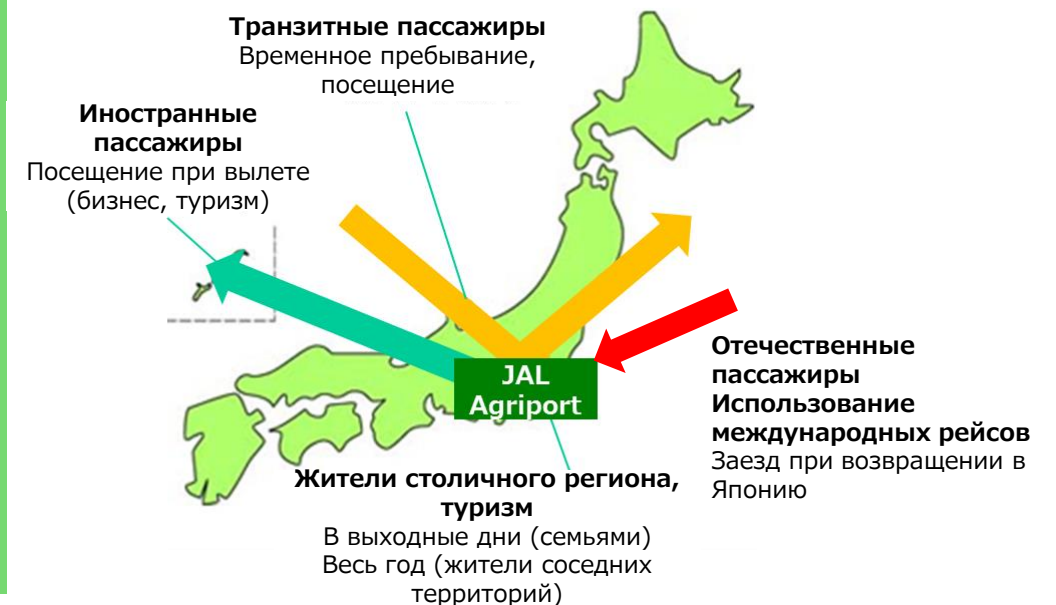 Транзитные пассажиры
Временное пребывание,
посещение
Иностранные
пассажиры
Посещение при вылете
(бизнес, туризм)
JAL
Agriport
Отечественные
пассажиры
Использование
международных рейсов
Заезд при возвращении в
Японию
Жители столичного региона,
туризм
В выходные дни (семьями)
Весь год (жители соседних
территорий)